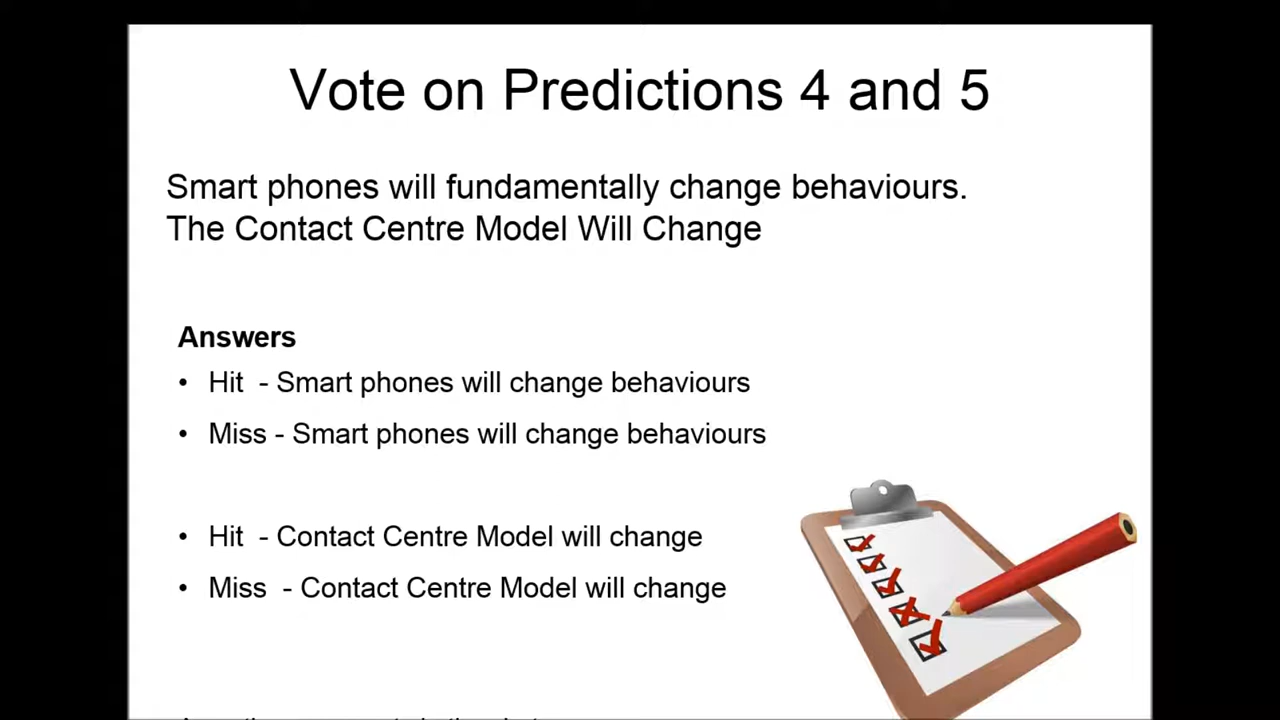 Vote on Predictions 4 and 5
Smart phones will fundamentally change behaviours.
The Contact Centre Model Will Change
Answers
• Hit - Smart phones will change behaviours
• Miss - Smart phones will change behaviours
• Hit - Contact Centre Model will change
• Miss - Contact Centre Model will change